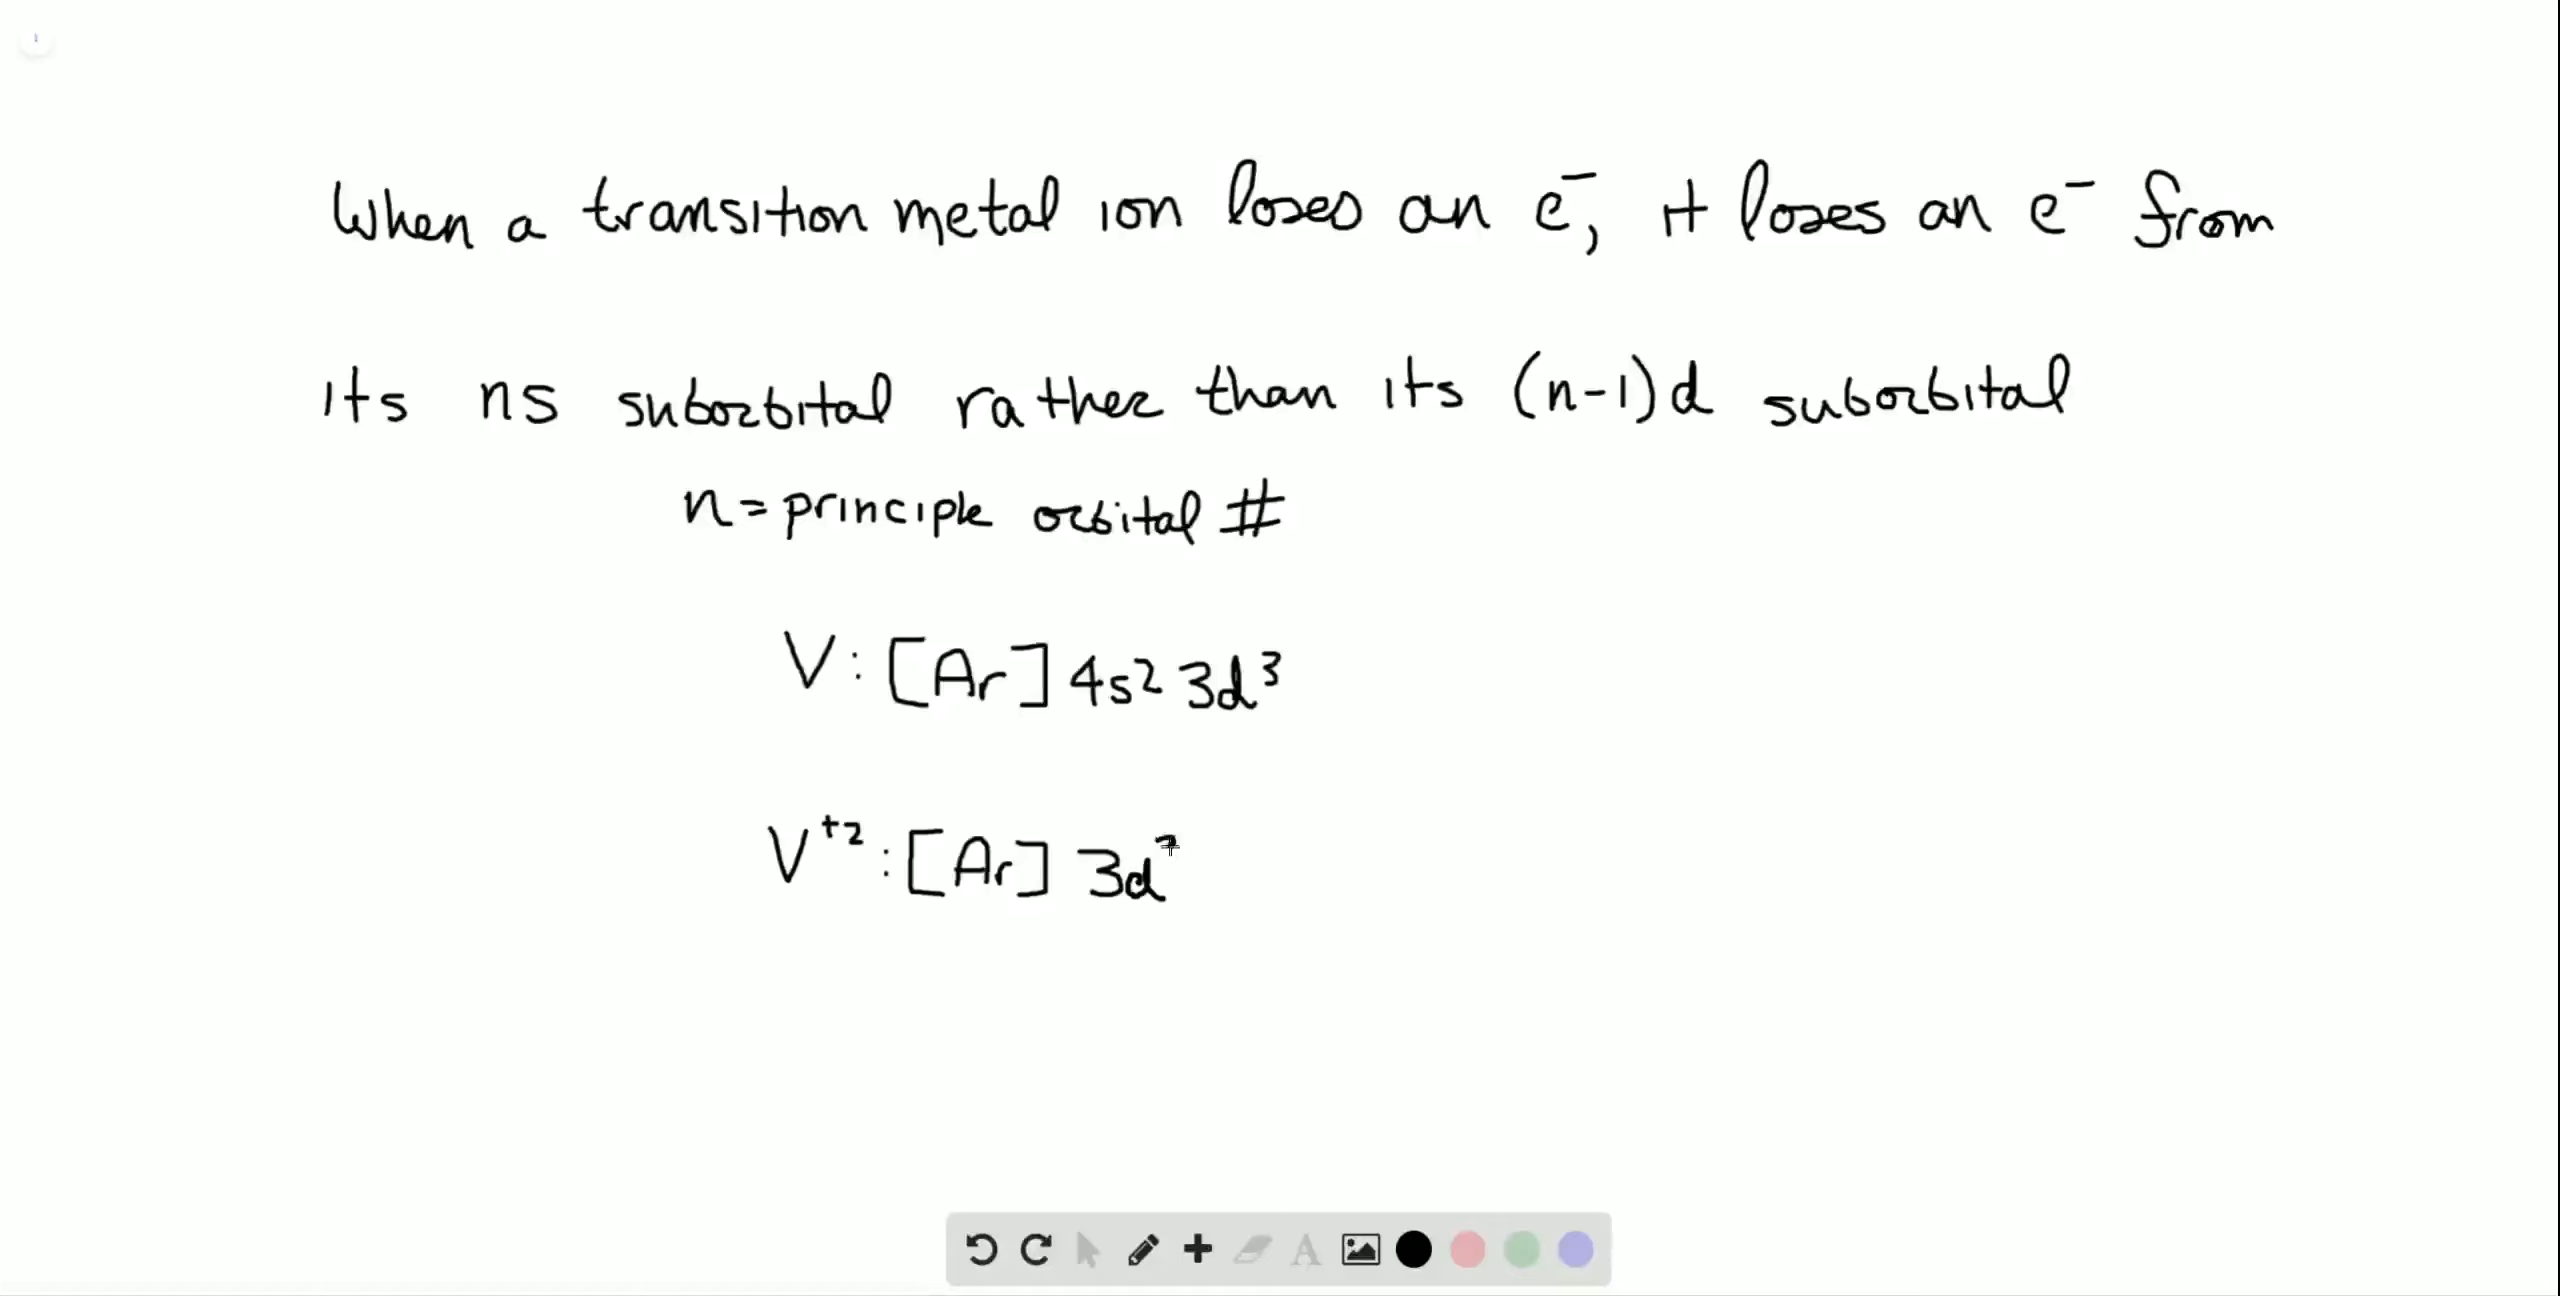 When a transition metal ion loses an e⁻, it loses an e⁻ from
its ns suborbital rather than its (n-1)d suborbital
n = principle orbital #
V: [Ar] 4s² 3d³
V⁺²: [Ar] 3d